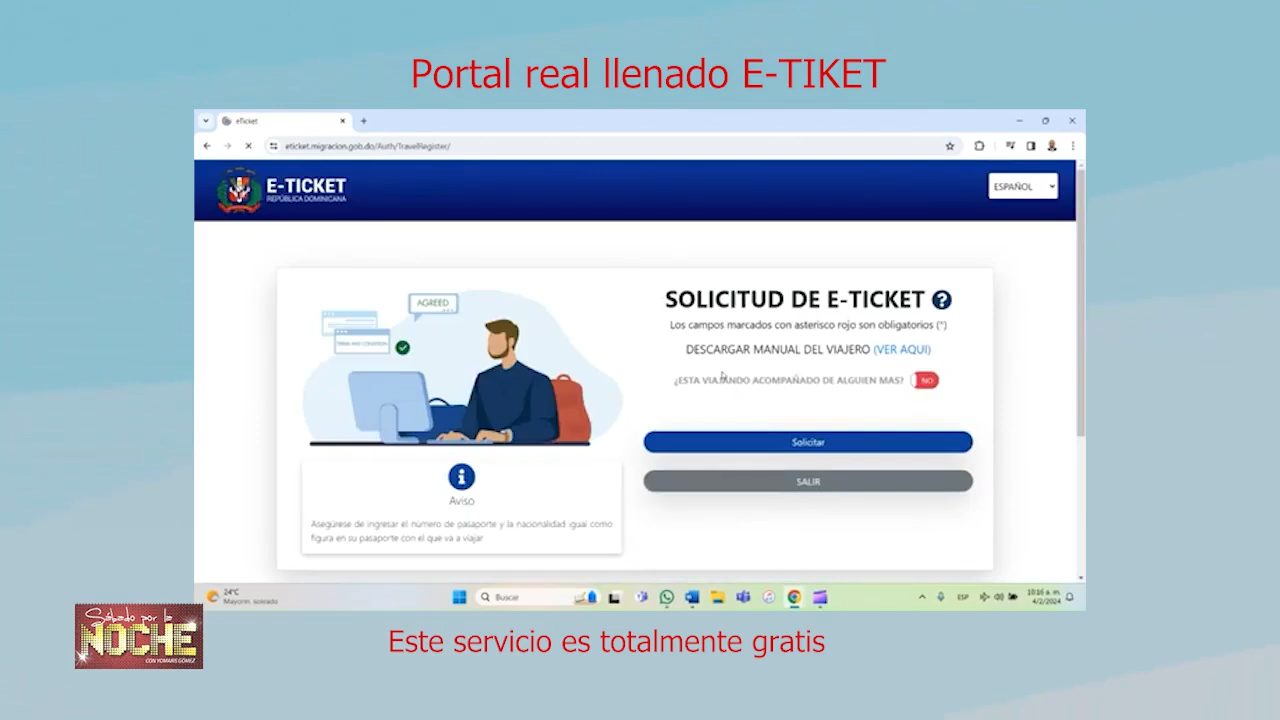 Portal real llenado E-TIKET
eTicket
eticket.migracion.gob.do/Auth/TravelRegister/
E-TICKET
REPÚBLICA DOMINICANA
ESPAÑOL
AGREED
SOLICITUD DE E-TICKET ?
Los campos marcados con asterisco rojo son obligatorios (*)
DESCARGAR MANUAL DEL VIAJERO (VER AQUI)
¿ESTA VIAJANDO ACOMPAÑADO DE ALGUIEN MAS? NO
Solicitar
SALIR
Aviso
Asegúrese de ingresar el número de pasaporte y la nacionalidad igual como
figura en su pasaporte con el que va a viajar
24°C
Mayorm. soleado
Buscar
ESP
10:16 a. m.
4/2/2024
Sábado por la
NOCHE
CON YOMARIS GÓMEZ
Este servicio es totalmente gratis